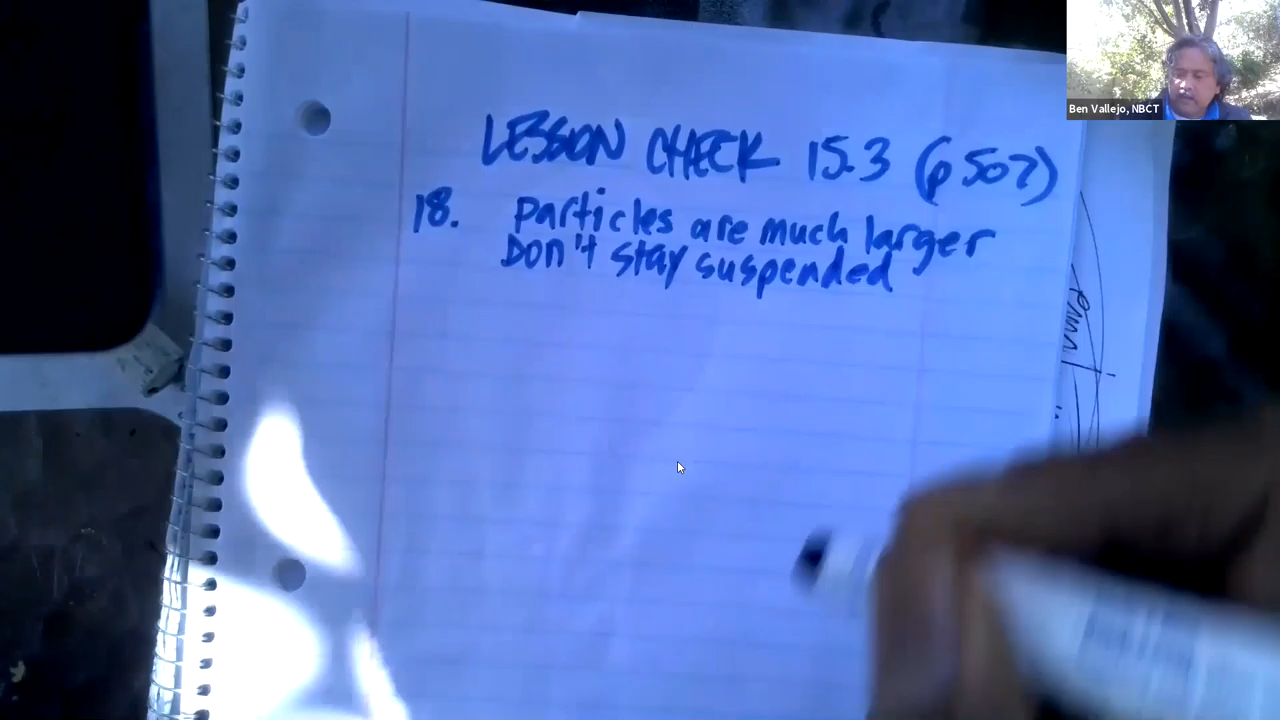 Ben Vallejo, NBCT
LESSON CHECK 15.3 (p 507)
18. Particles are much larger
Don't stay suspended